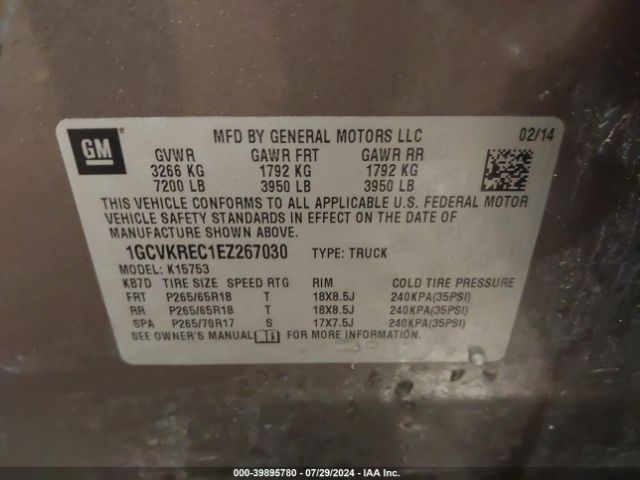 GM
MFD BY GENERAL MOTORS LLC 02/14
GVWR GAWR FRT GAWR RR
3266 KG 1792 KG 1792 KG
7200 LB 3950 LB 3950 LB
THIS VEHICLE CONFORMS TO ALL APPLICABLE U.S. FEDERAL MOTOR
VEHICLE SAFETY STANDARDS IN EFFECT ON THE DATE OF
MANUFACTURE SHOWN ABOVE.
1GCVKREC1EZ267030 TYPE: TRUCK
MODEL: K15753
KB7D TIRE SIZE SPEED RTG RIM COLD TIRE PRESSURE
FRT P265/65R18 T 18X8.5J 240KPA(35PSI)
RR P265/65R18 T 18X8.5J 240KPA(35PSI)
SPA P265/70R17 S 17X7.5J 240KPA(35PSI)
SEE OWNER'S MANUAL FOR MORE INFORMATION.
000-39895780 - 07/29/2024 - IAA Inc.